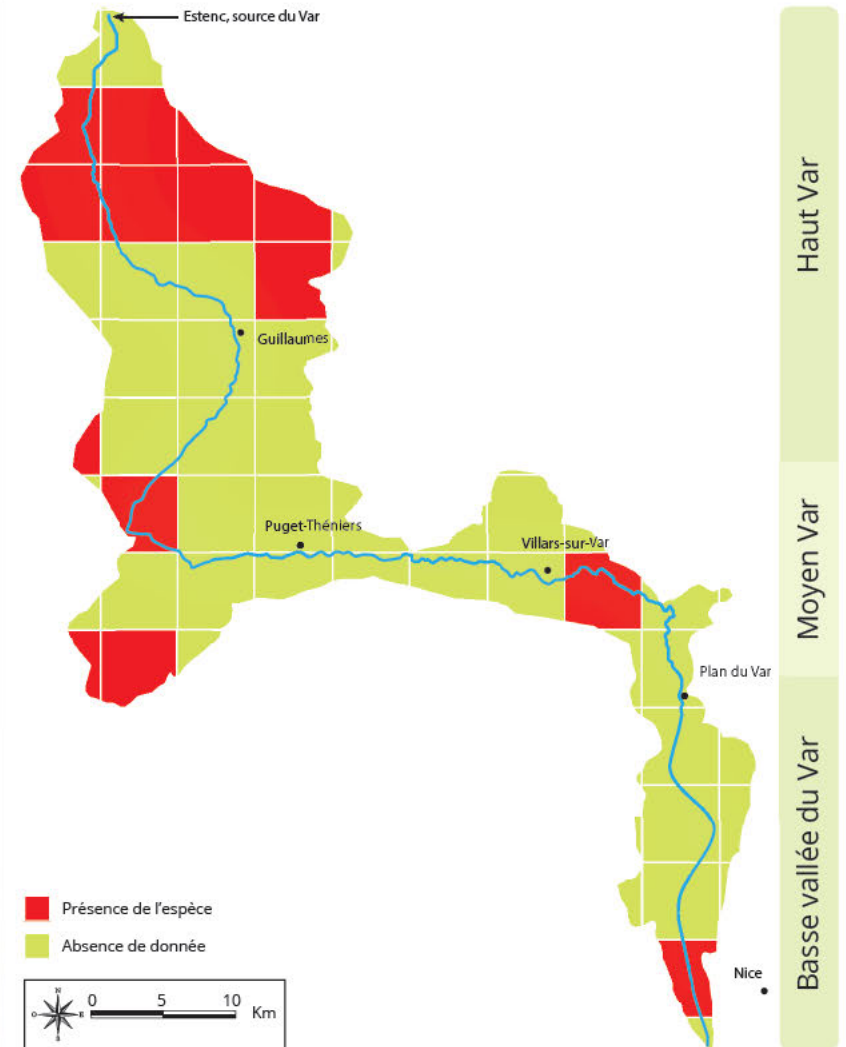 Estenc, source du Var
Haut Var
Guillaumes
Puget-Théniers
Villars-sur-Var
Moyen Var
Plan du Var
Basse vallée du Var
Présence de l'espèce
Absence de donnée
Nice
N
O
E
S
0 5 10 Km